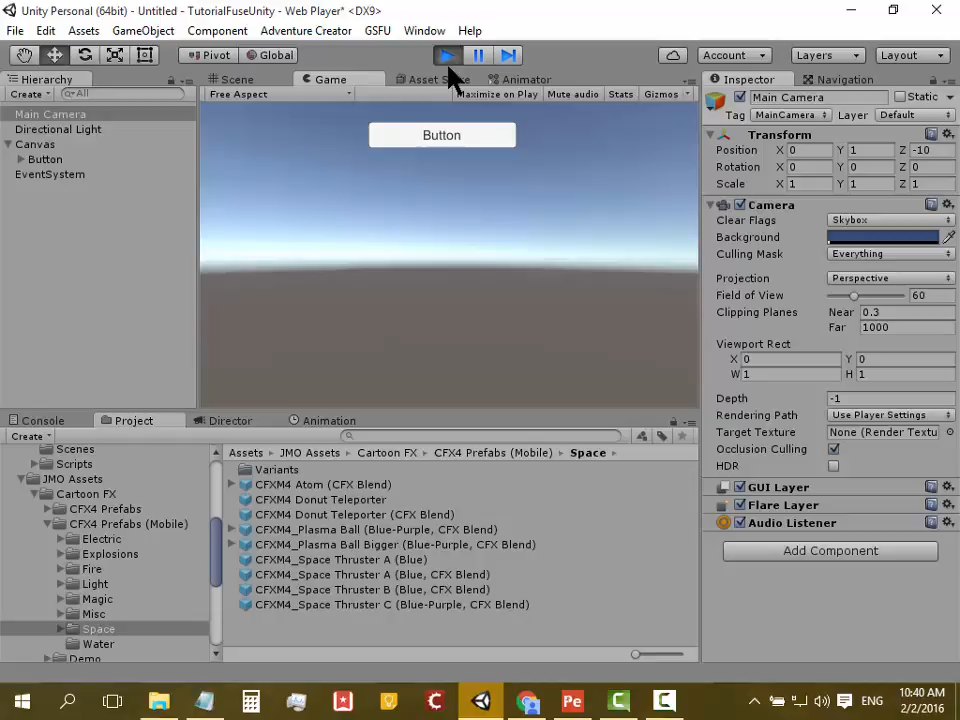 Unity Personal (64bit) - Untitled - TutorialFuseUnity - Web Player* <DX9>
File Edit Assets GameObject Component Adventure Creator GSFU Window Help
Pivot Global Account Layers Layout
Hierarchy Scene Game Asset Animator Inspector Navigation
Create All Free Aspect Maximize on Play Mute audio Stats Gizmos
Main Camera Static
Tag MainCamera Layer Default
Main Camera
Directional Light
Canvas
Button
EventSystem
Button
Transform
Position X 0 Y 1 Z -10
Rotation X 0 Y 0 Z 0
Scale X 1 Y 1 Z 1
Camera
Clear Flags Skybox
Background
Culling Mask Everything
Projection Perspective
Field of View 60
Clipping Planes Near 0.3
Far 1000
Viewport Rect
X 0 Y 0
W 1 H 1
Depth -1
Rendering Path Use Player Settings
Target Texture None (Render Textu
Occlusion Culling
HDR
GUI Layer
Flare Layer
Audio Listener
Add Component
Console Project Director Animation
Create
Scenes
Scripts
JMO Assets
Cartoon FX
CFX4 Prefabs
CFX4 Prefabs (Mobile)
Electric
Explosions
Fire
Light
Magic
Misc
Space
Water
Demo
Assets JMO Assets Cartoon FX CFX4 Prefabs (Mobile) Space
Variants
CFXM4 Atom (CFX Blend)
CFXM4 Donut Teleporter
CFXM4 Donut Teleporter (CFX Blend)
CFXM4_Plasma Ball (Blue-Purple, CFX Blend)
CFXM4_Plasma Ball Bigger (Blue-Purple, CFX Blend)
CFXM4_Space Thruster A (Blue)
CFXM4_Space Thruster A (Blue, CFX Blend)
CFXM4_Space Thruster B (Blue, CFX Blend)
CFXM4_Space Thruster C (Blue-Purple, CFX Blend)
Pe ENG
10:40 AM
2/2/2016